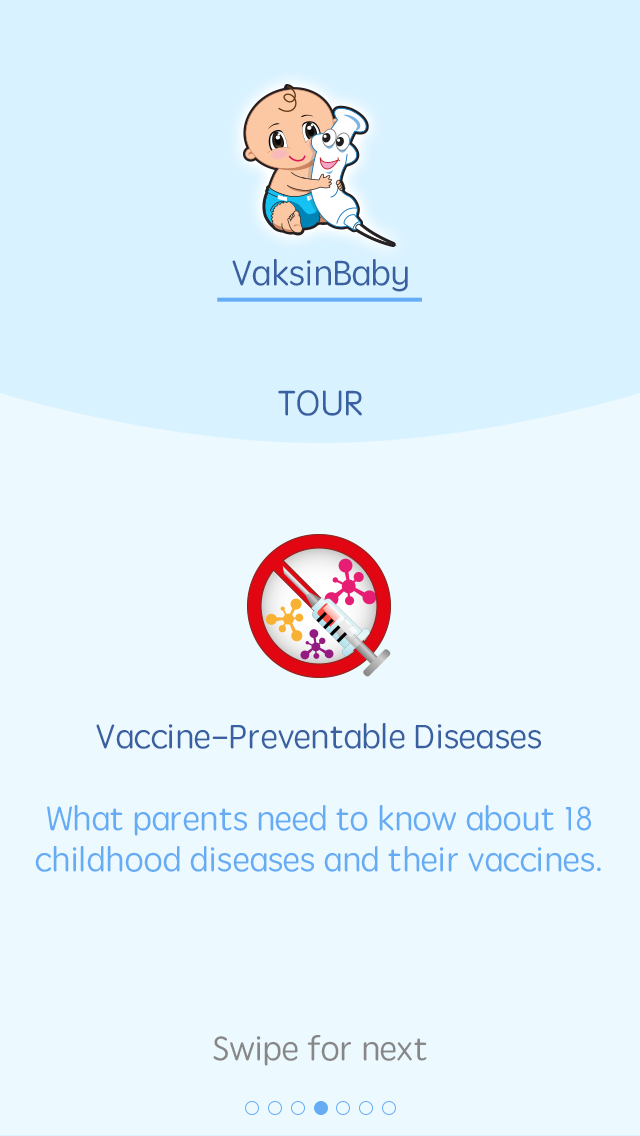 VaksinBaby
TOUR
Vaccine-Preventable Diseases
What parents need to know about 18
childhood diseases and their vaccines.
Swipe for next